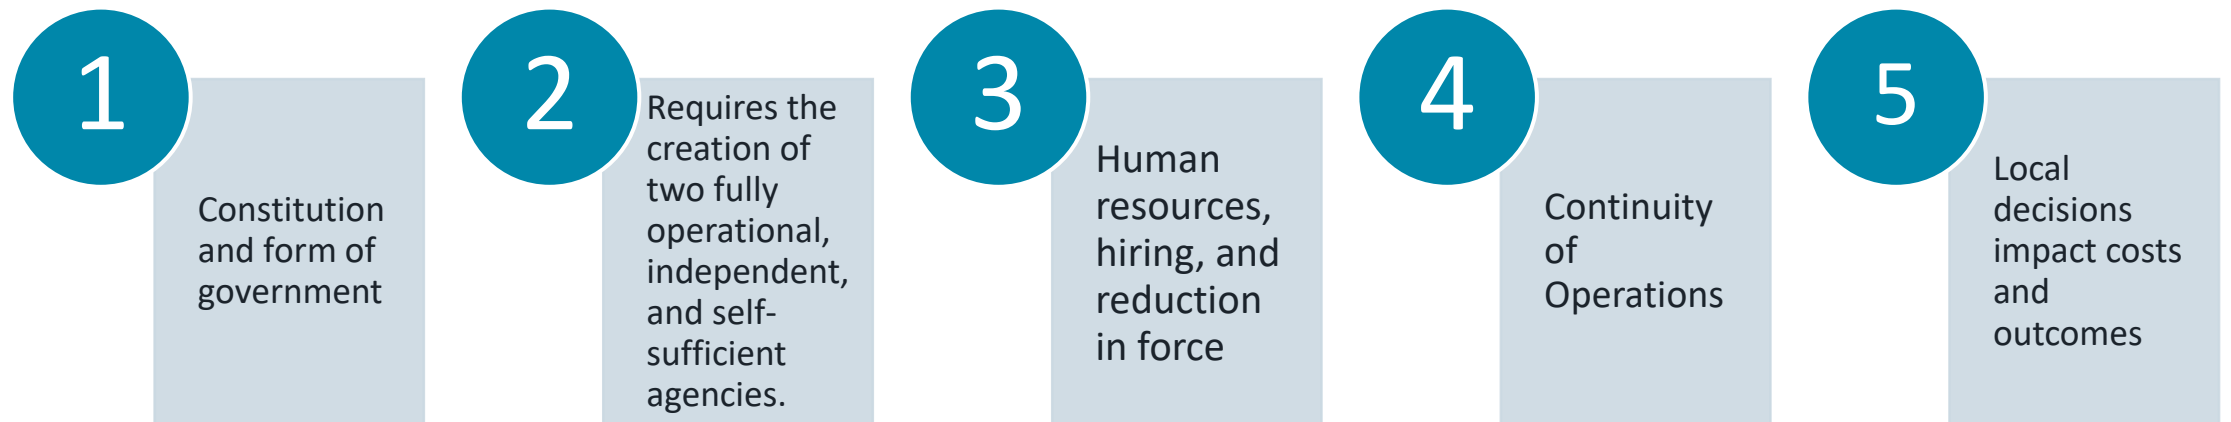 1
Constitution
and form of
government
2
Requires the
creation of
two fully
operational,
independent,
and self-
sufficient
agencies.
3
Human
resources,
hiring, and
reduction
in force
4
Continuity
of
Operations
5
Local
decisions
impact costs
and
outcomes